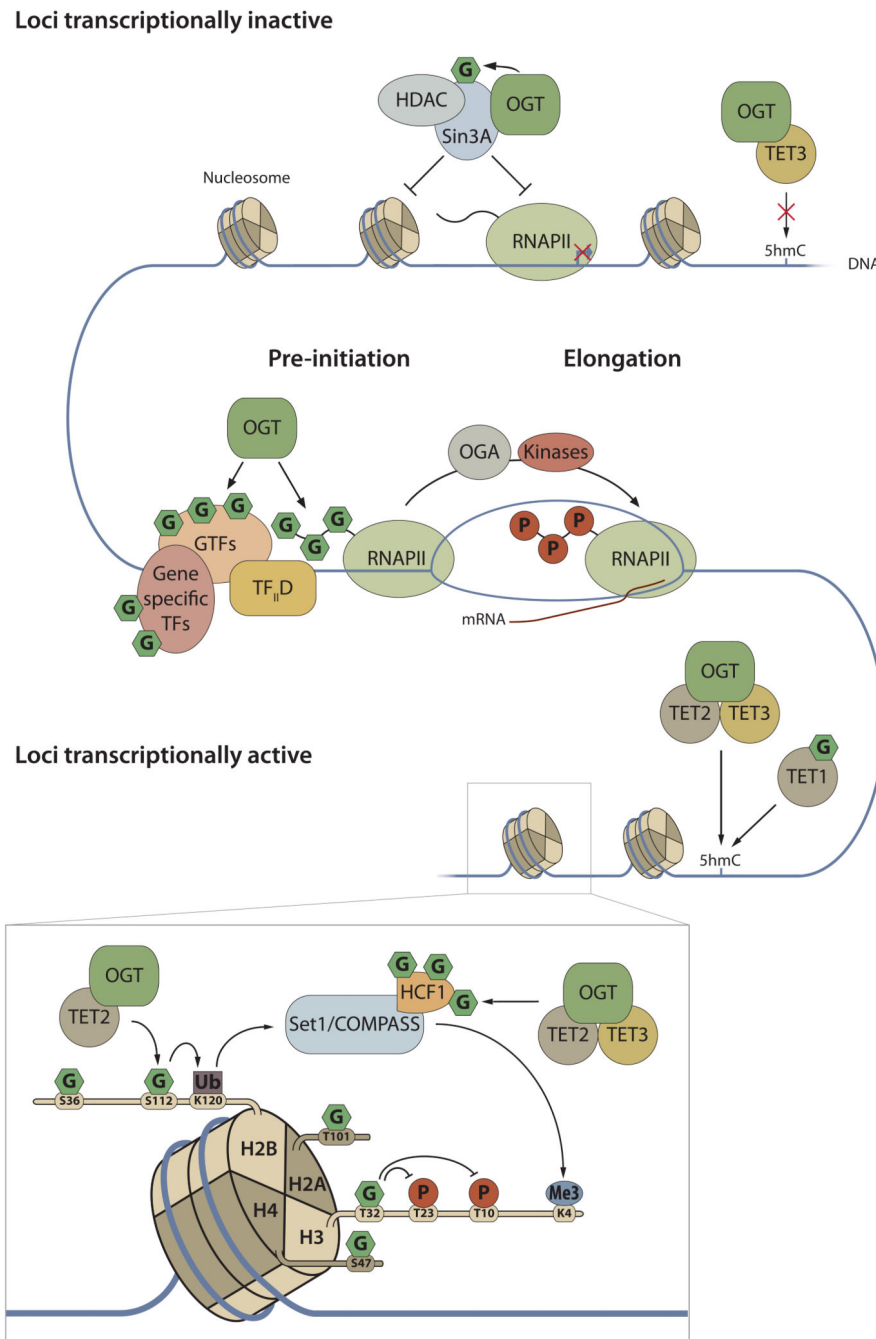 Loci transcriptionally inactive
G
HDAC
OGT
Sin3A
OGT
TET3
Nucleosome
RNAPII
5hmC
DNA
Pre-initiation
Elongation
OGT
OGA
Kinases
G
G
G
G
G
G
P
P
P
GTFs
RNAPII
RNAPII
Gene
specific
TFs
TFIID
G
G
mRNA
OGT
TET2
TET3
G
TET1
Loci transcriptionally active
5hmC
OGT
TET2
G
G
HCF1
G
Set1/COMPASS
OGT
TET2
TET3
G
G
Ub
S36
S112
K120
G
T101
H2B
H2A
H4
H3
G
P
P
Me3
T32
T23
T10
K4
G
S47